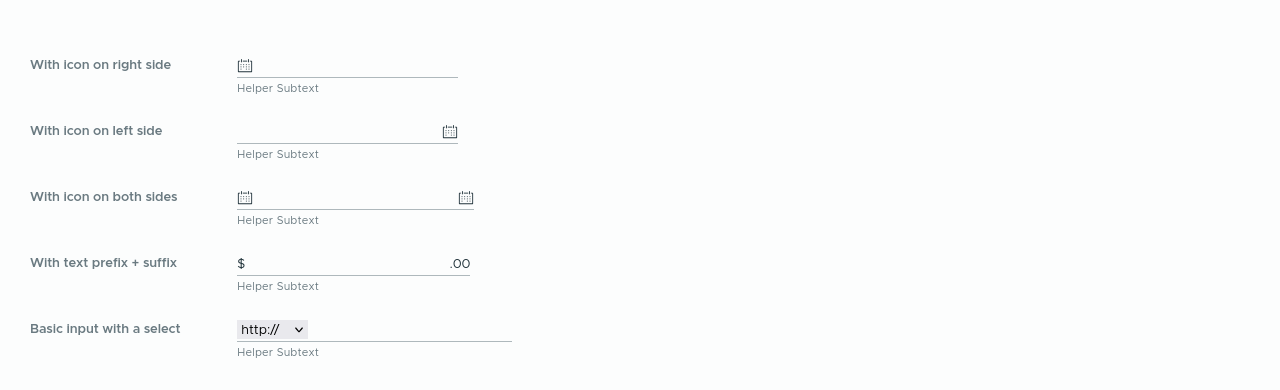 With icon on right side
Helper Subtext
With icon on left side
Helper Subtext
With icon on both sides
Helper Subtext
With text prefix + suffix $ .00
Helper Subtext
Basic input with a select http://
Helper Subtext